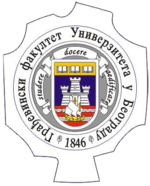 Грађевински факултет Универзитета у Београду
studere docere aedificare
1846